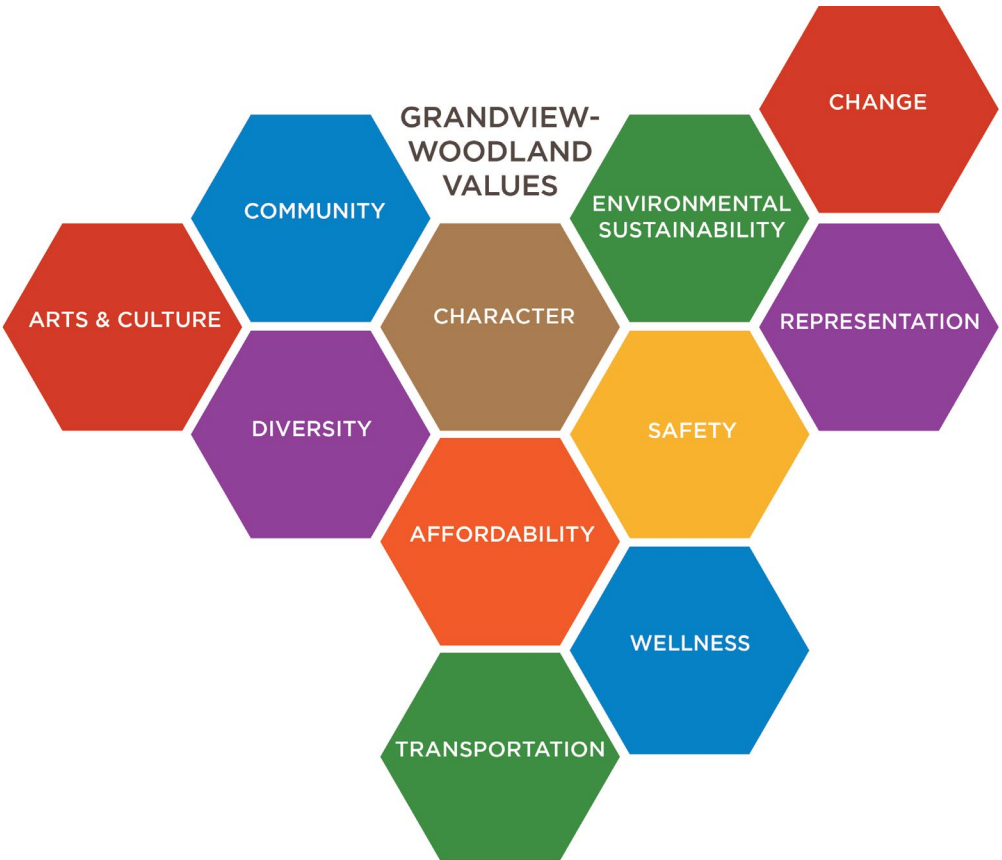 GRANDVIEW-
WOODLAND
VALUES
CHANGE
COMMUNITY
ENVIRONMENTAL
SUSTAINABILITY
ARTS & CULTURE
CHARACTER
REPRESENTATION
DIVERSITY
SAFETY
AFFORDABILITY
WELLNESS
TRANSPORTATION